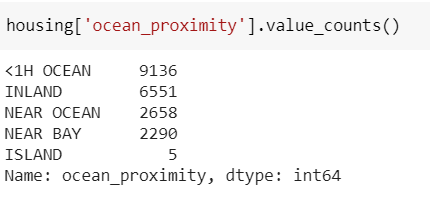 housing['ocean_proximity'].value_counts()
<1H OCEAN     9136
INLAND        6551
NEAR OCEAN    2658
NEAR BAY      2290
ISLAND           5
Name: ocean_proximity, dtype: int64